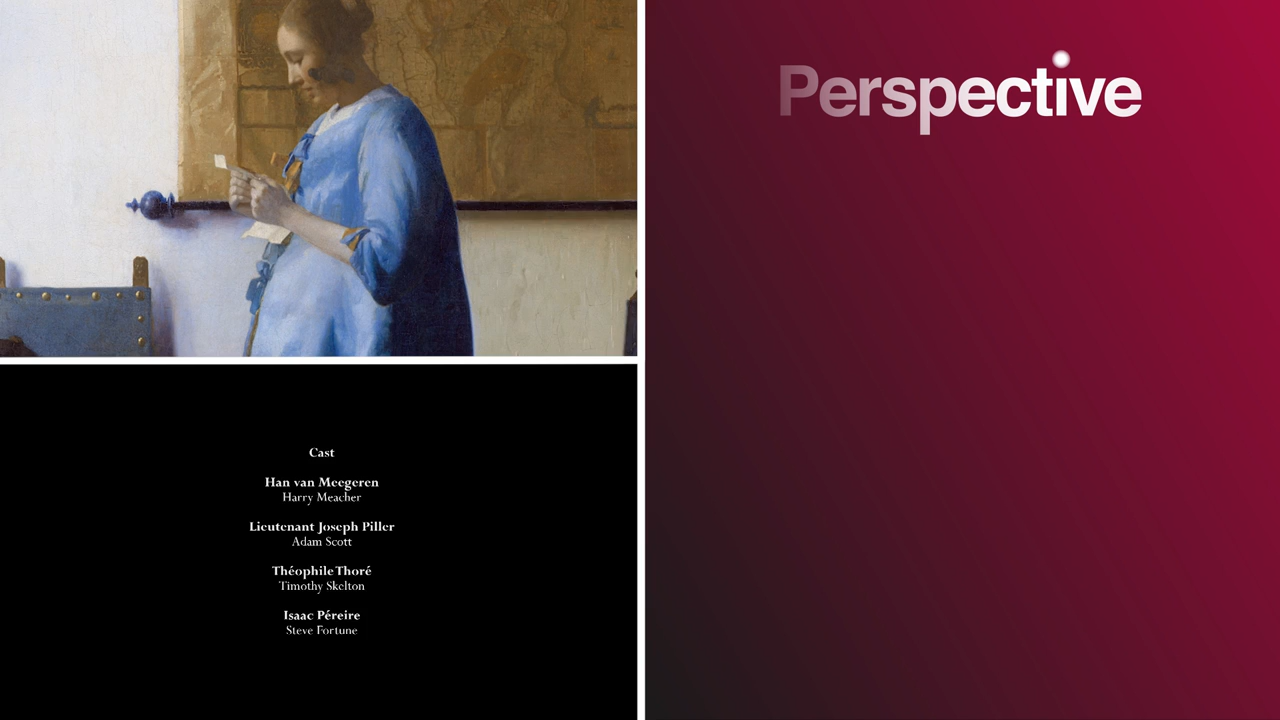 Perspective
Cast
Han van Meegeren
Harry Meacher
Lieutenant Joseph Piller
Adam Scott
Théophile Thoré
Timothy Skelton
Isaac Péreire
Steve Fortune